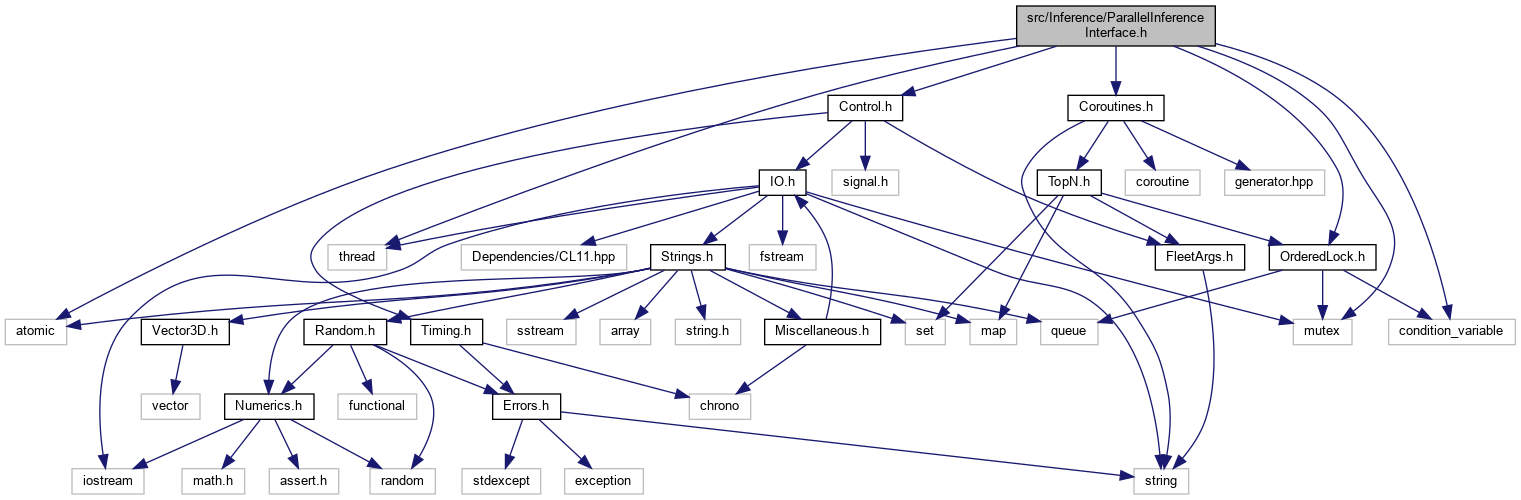 src/Inference/ParallelInference
Interface.h
Control.h
Coroutines.h
IO.h
signal.h
TopN.h
coroutine
generator.hpp
thread
Dependencies/CL11.hpp
Strings.h
fstream
FleetArgs.h
OrderedLock.h
atomic
Vector3D.h
Random.h
Timing.h
sstream
array
string.h
Miscellaneous.h
set
map
queue
mutex
condition_variable
vector
Numerics.h
functional
Errors.h
chrono
iostream
math.h
assert.h
random
stdexcept
exception
string